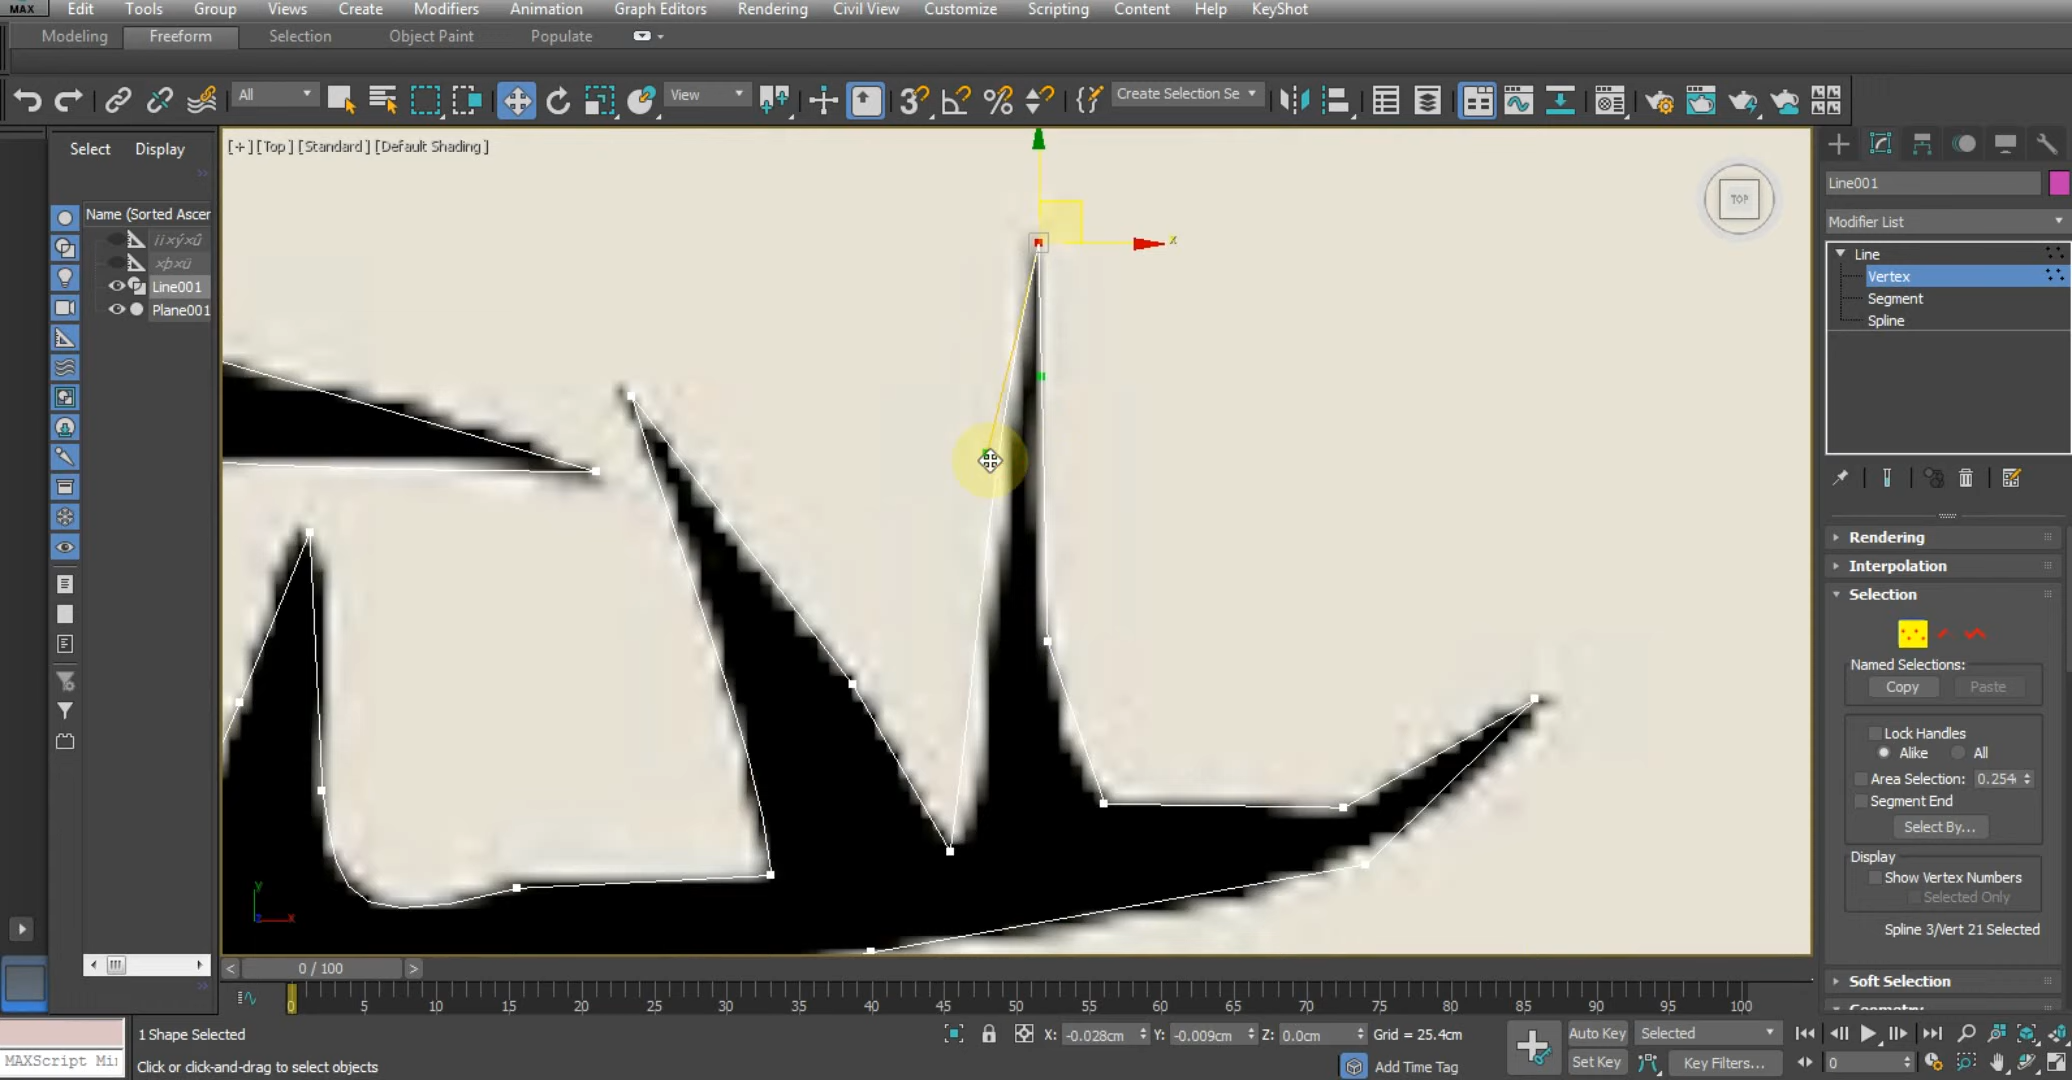 MAX Edit Tools Group Views Create Modifiers Animation Graph Editors Rendering Civil View Customize Scripting Content Help KeyShot
Modeling Freeform Selection Object Paint Populate
All View Create Selection Se
Select Display
[+][Top][Standard][Default Shading]
TOP
Line001
Modifier List
Name (Sorted Ascer
Line001
Plane001
Line
Vertex
Segment
Spline
x
Rendering
Interpolation
Selection
Named Selections:
Copy Paste
Lock Handles
Alike All
Area Selection: 0.254
Segment End
Select By...
Display
Show Vertex Numbers
Selected Only
Spline 3/Vert 21 Selected
Soft Selection
Geometry
y
z x
< 0 / 100 >
0 5 10 15 20 25 30 35 40 45 50 55 60 65 70 75 80 85 90 95 100
1 Shape Selected
X: -0.028cm Y: -0.009cm Z: 0.0cm Grid = 25.4cm
Auto Key Selected
MAXScript Mi
Click or click-and-drag to select objects
Add Time Tag
Set Key Key Filters... 0